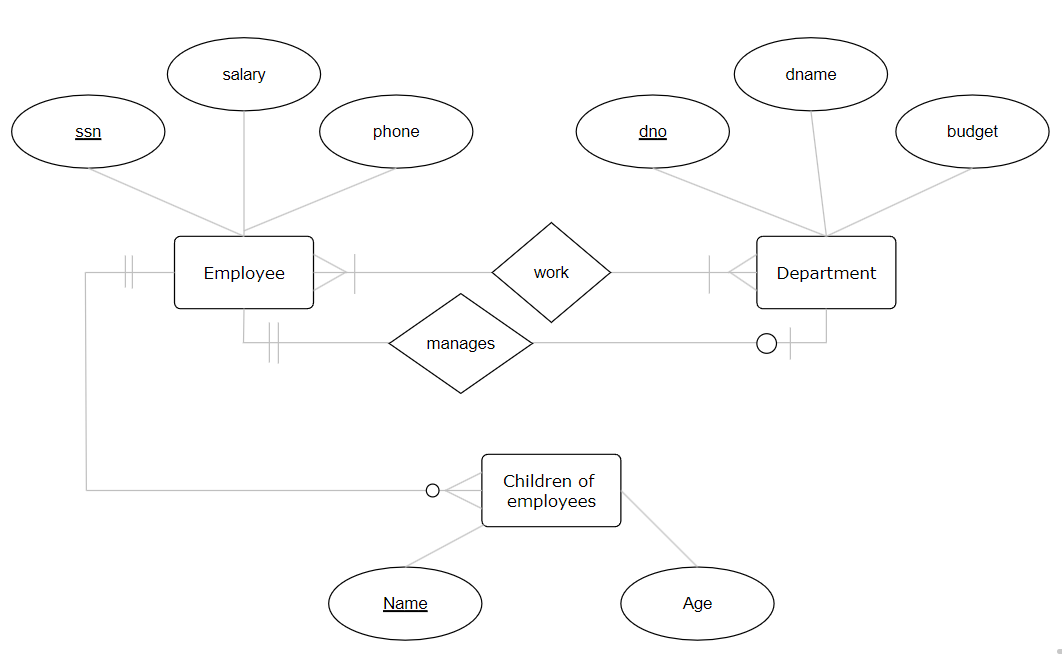 salary
dname
ssn
phone
dno
budget
Employee
work
Department
manages
Children of
employees
Name
Age